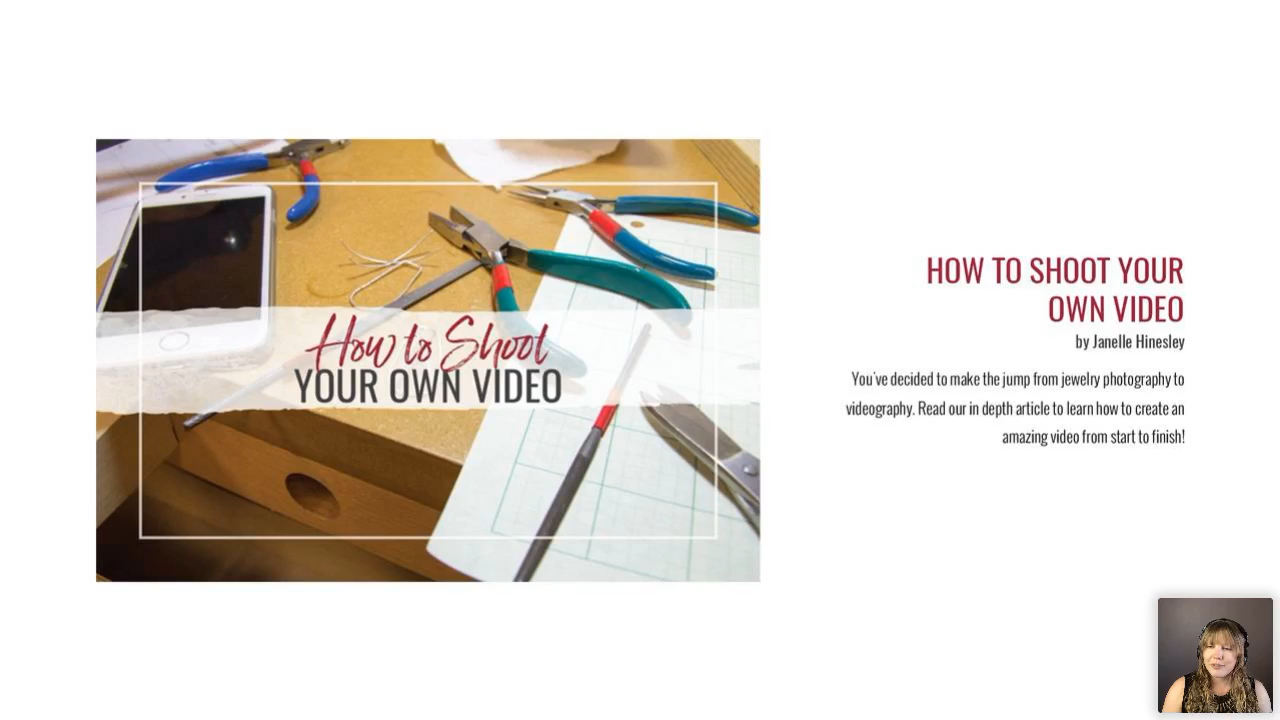 How to Shoot
YOUR OWN VIDEO
HOW TO SHOOT YOUR
OWN VIDEO
by Janelle Hinesley
You've decided to make the jump from jewelry photography to
videography. Read our in depth article to learn how to create an
amazing video from start to finish!